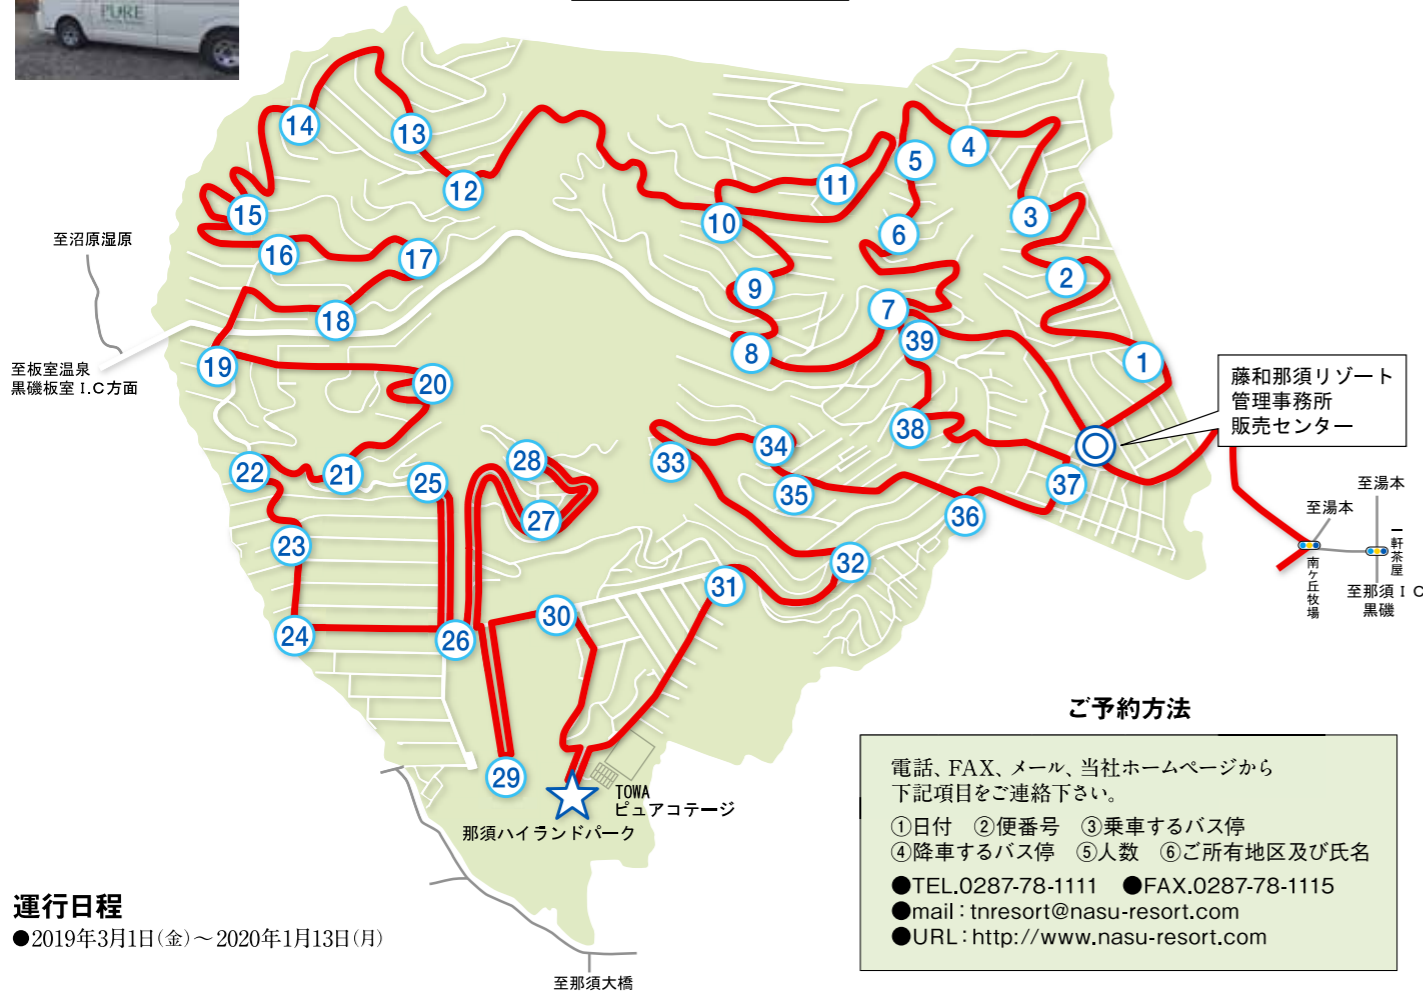 PURE
14
13
12
11
10
5
4
3
6
2
15
16
17
18
至沼原湿原
至板室温泉
黒磯板室 I.C方面
9
7
8
39
1
19
20
藤和那須リゾート
管理事務所
販売センター
38
34
33
35
37
36
22
21
25
28
27
23
24
26
32
31
30
29
至湯本
至湯本
一軒茶屋
南ヶ丘牧場
至那須 I C
黒磯
TOWA
ピュアコテージ
那須ハイランドパーク
至那須大橋
運行日程
●2019年3月1日(金)～2020年1月13日(月)
ご予約方法
電話、FAX、メール、当社ホームページから
下記項目をご連絡下さい。
①日付 ②便番号 ③乗車するバス停
④降車するバス停 ⑤人数 ⑥ご所有地区及び氏名
●TEL.0287-78-1111 ●FAX.0287-78-1115
●mail：tnresort@nasu-resort.com
●URL：http://www.nasu-resort.com